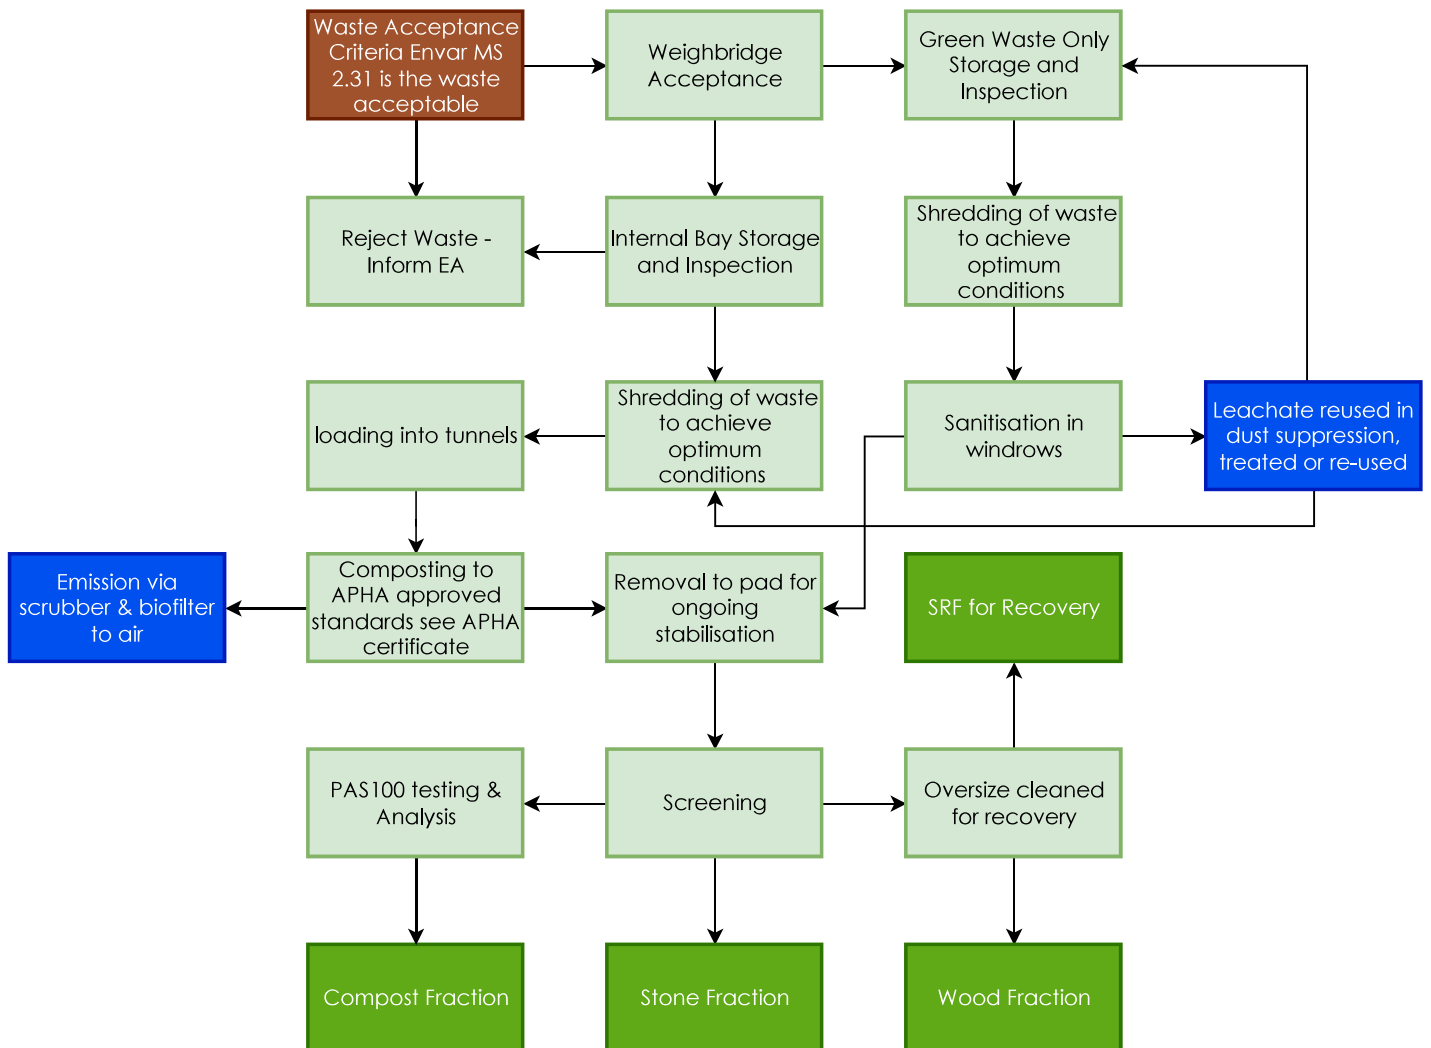 Waste Acceptance
Criteria Envar MS
2.31 is the waste
acceptable
Weighbridge
Acceptance
Green Waste Only
Storage and
Inspection
Reject Waste -
Inform EA
Internal Bay Storage
and Inspection
Shredding of waste
to achieve
optimum
conditions
loading into tunnels
Shredding of waste
to achieve
optimum
conditions
Sanitisation in
windrows
Leachate reused in
dust suppression,
treated or re-used
Emission via
scrubber & biofilter
to air
Composting to
APHA approved
standards see APHA
certificate
Removal to pad for
ongoing
stabilisation
SRF for Recovery
PAS100 testing &
Analysis
Screening
Oversize cleaned
for recovery
Compost Fraction
Stone Fraction
Wood Fraction